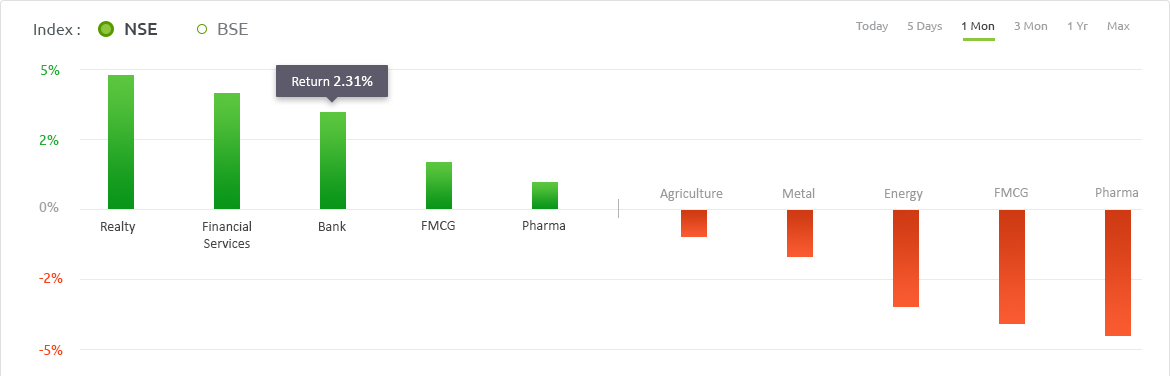 Index : NSE BSE
Today 5 Days 1 Mon 3 Mon 1 Yr Max
5%
Return 2.31%
2%
0%
Agriculture Metal Energy FMCG Pharma
Realty Financial Bank FMCG Pharma
Services
-2%
-5%